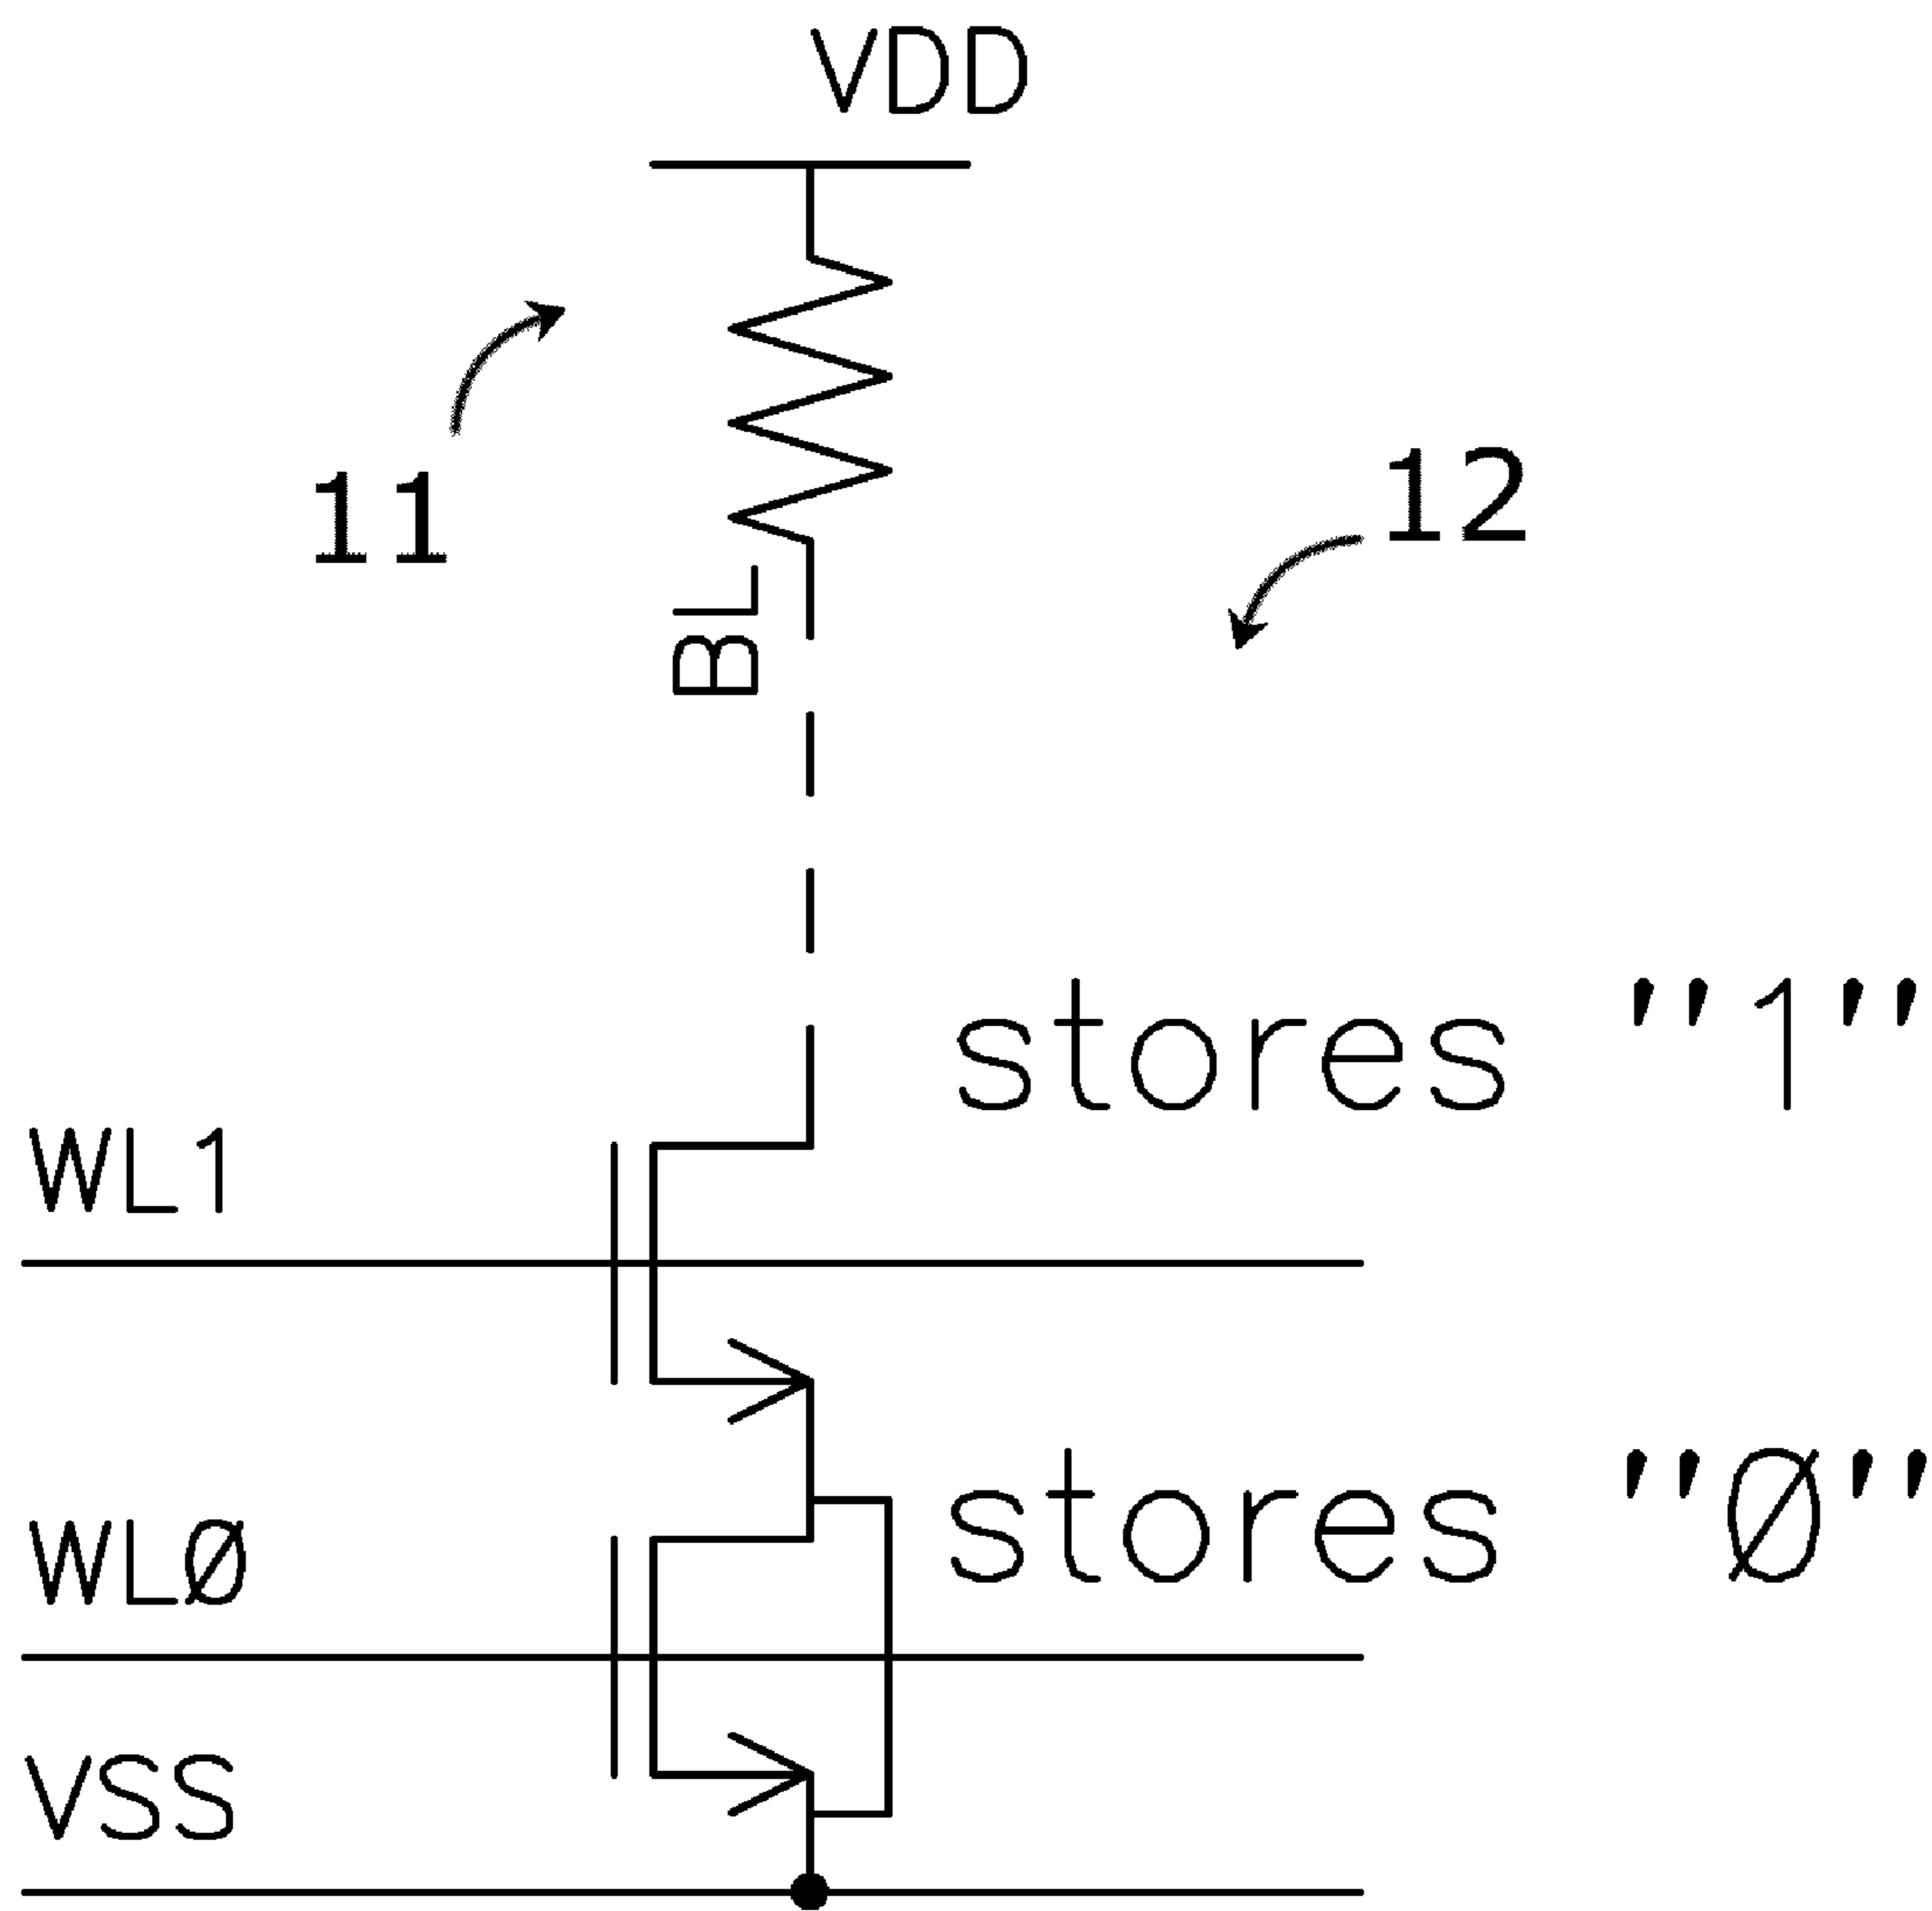 VDD
11
12
BL
stores "1"
WL1
stores "Ø"
WLØ
VSS